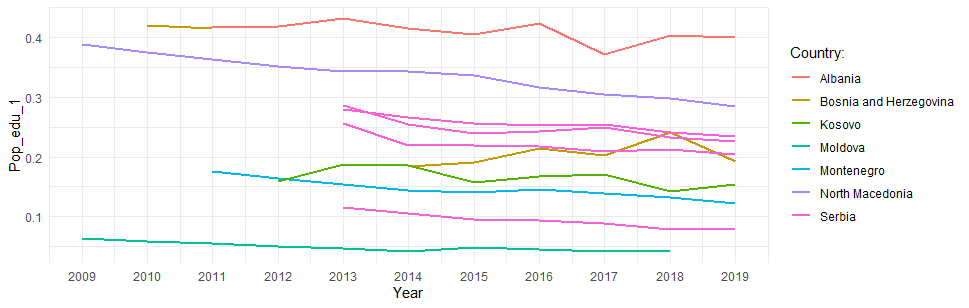 Pop_edu_1
0.4
0.3
0.2
0.1
2009 2010 2011 2012 2013 2014 2015 2016 2017 2018 2019
Year
Country:
Albania
Bosnia and Herzegovina
Kosovo
Moldova
Montenegro
North Macedonia
Serbia